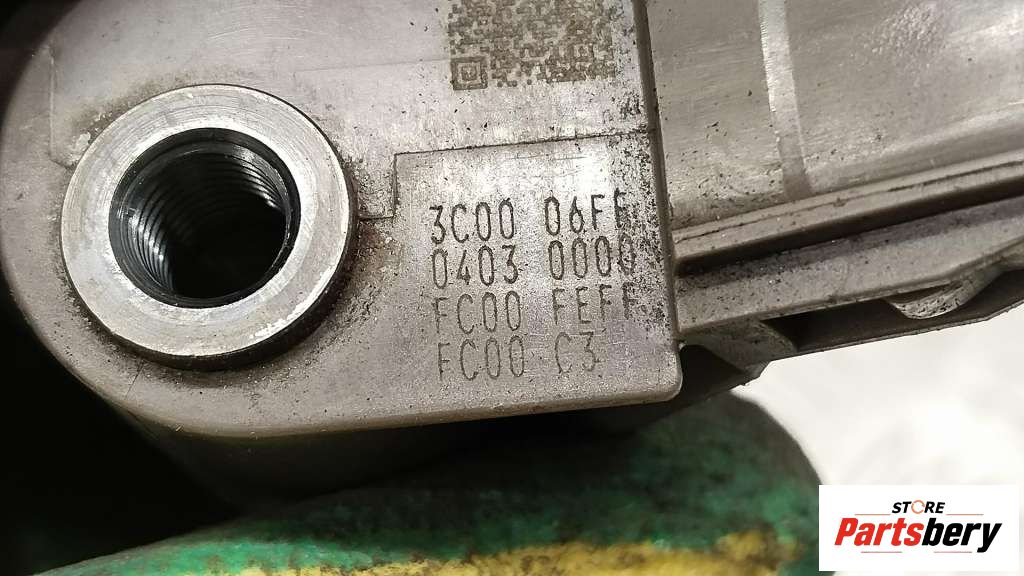 3C00 06FF
0403 0000
FC00 FEFF
FC00 C3
STORE
Partsbery